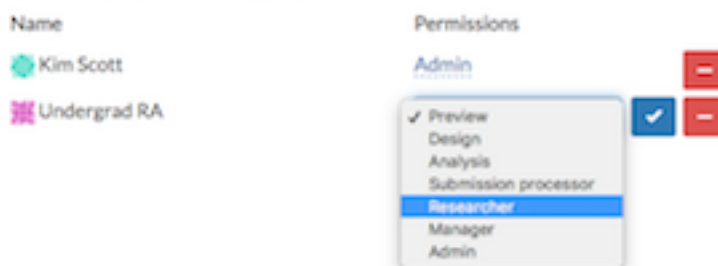 Name Permissions
Kim Scott Admin
Undergrad RA
Preview
Design
Analysis
Submission processor
Researcher
Manager
Admin